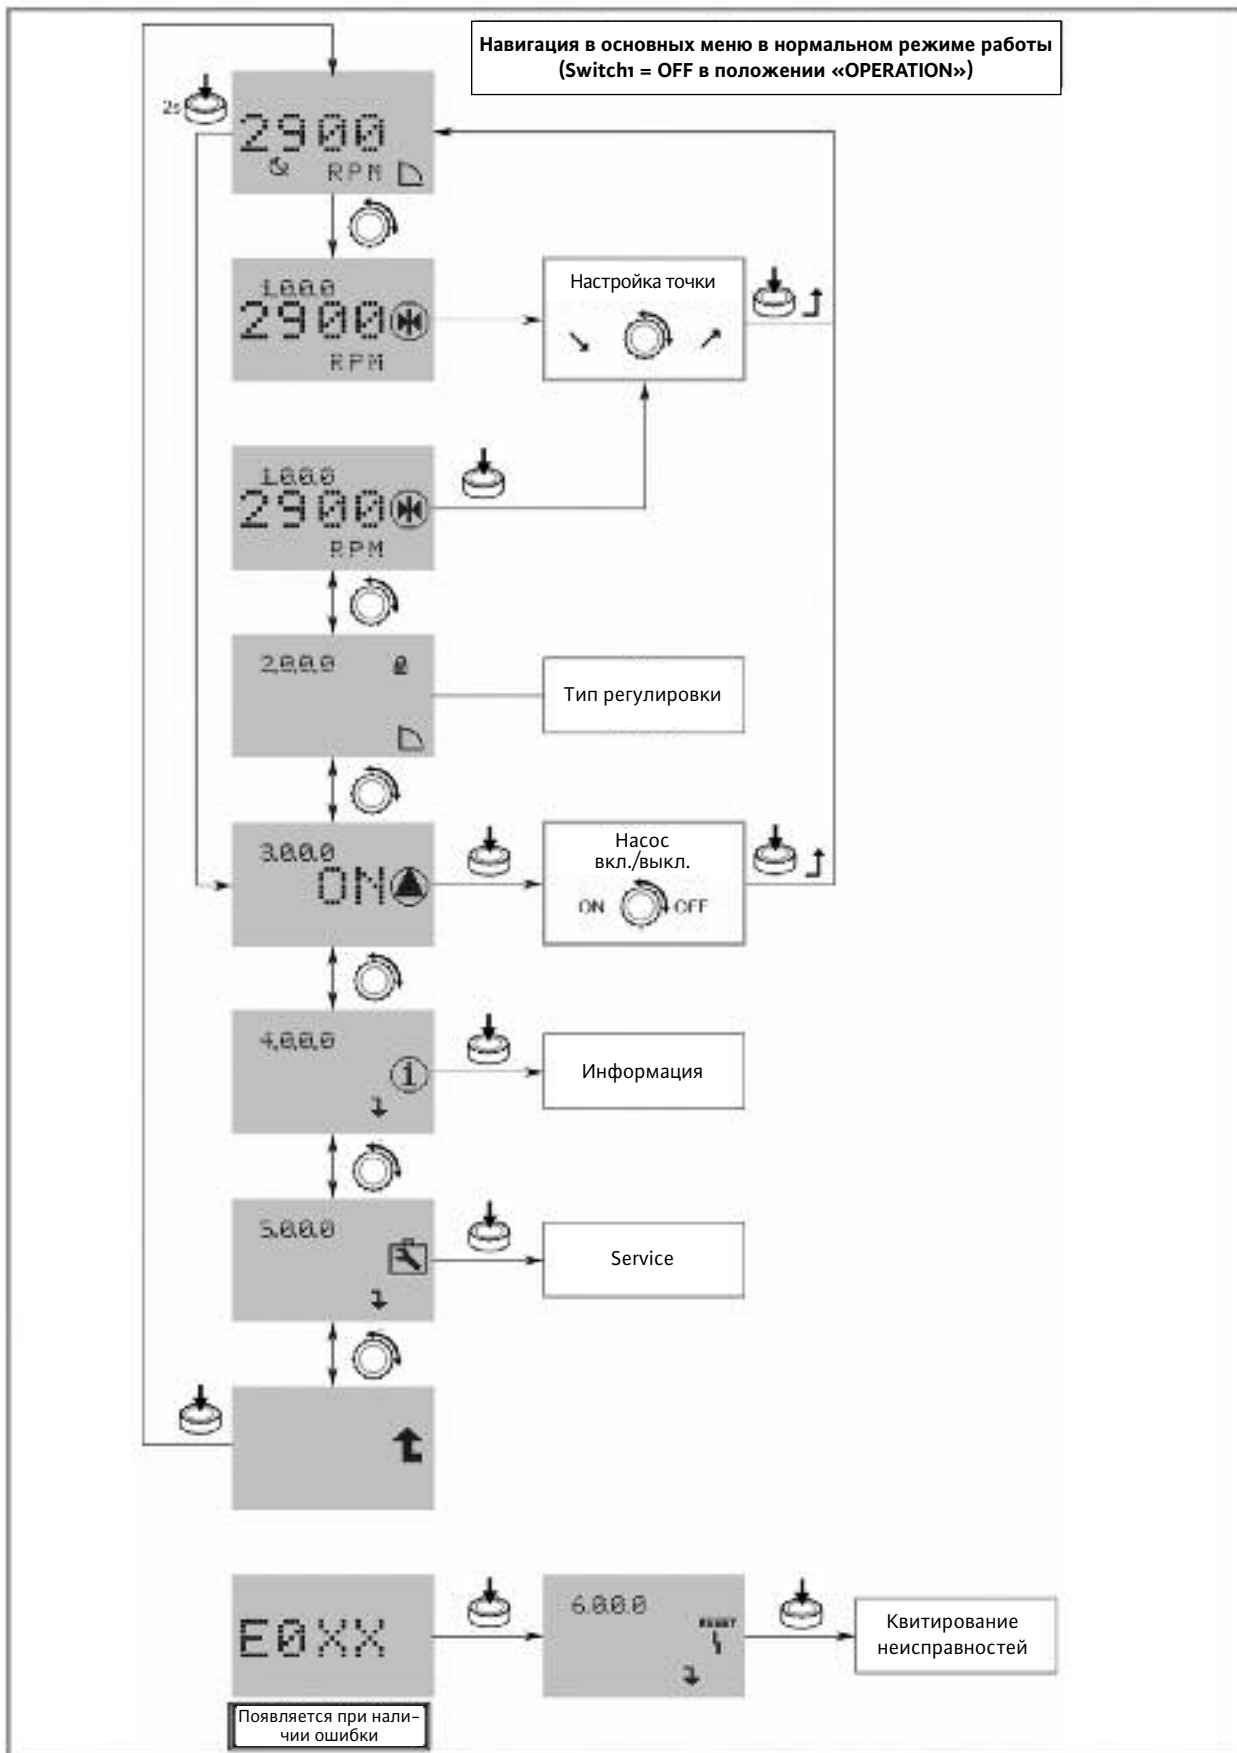 Навигация в основных меню в нормальном режиме работы
(Switch1 = OFF в положении «OPERATION»)
2s
2900
RPM
1.0.0.0
2900
RPM
Настройка точки
1.0.0.0
2900
RPM
2.0.0.0
Тип регулировки
3.0.0.0
ON
Насос
вкл./выкл.
ON OFF
4.0.0.0
i
Информация
5.0.0.0
Service
E0XX
6.0.0.0
RESET
Квитирование
неисправностей
Появляется при нали-
чии ошибки